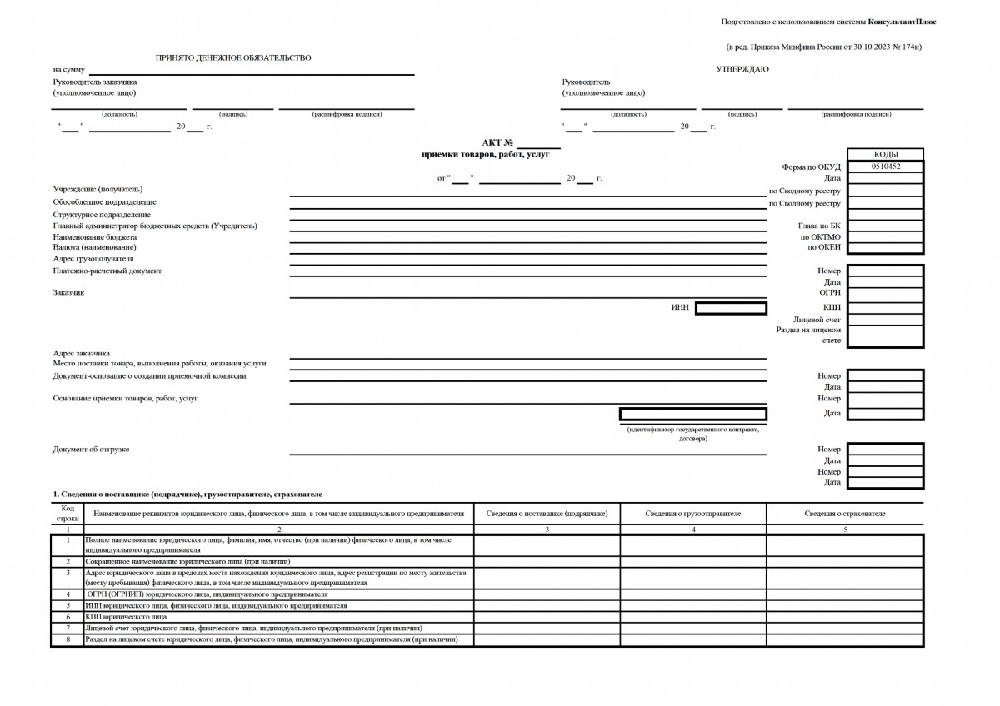 Подготовлено с использованием системы КонсультантПлюс
(в ред. Приказа Минфина России от 30.10.2023 № 174н)
ПРИНЯТО ДЕНЕЖНОЕ ОБЯЗАТЕЛЬСТВО
на сумму
УТВЕРЖДАЮ
Руководитель заказчика
(уполномоченное лицо)
Руководитель
(уполномоченное лицо)
(должность) (подпись) (расшифровка подписи)
(должность) (подпись) (расшифровка подписи)
" " 20 г.
" " 20 г.
АКТ №
приемки товаров, работ, услуг
КОДЫ
Форма по ОКУД 0510452
от " " 20 г.
Дата
Учреждение (получатель) по Сводному реестру
Обособленное подразделение по Сводному реестру
Структурное подразделение
Главный администратор бюджетных средств (Учредитель) Глава по БК
Наименование бюджета по ОКТМО
Валюта (наименование) по ОКЕИ
Адрес грузополучателя
Платежно-расчетный документ Номер
Дата
Заказчик ОГРН
ИНН КПП
Лицевой счет
Раздел на лицевом
счете
Адрес заказчика
Место поставки товара, выполнения работы, оказания услуги
Документ-основание о создании приемочной комиссии Номер
Дата
Основание приемки товаров, работ, услуг Номер
Дата
(идентификатор государственного контракта,
договора)
Документ об отгрузке Номер
Дата
Номер
Дата
1. Сведения о поставщике (подрядчике), грузоотправителе, страхователе
Код
строки
Наименование реквизитов юридического лица, физического лица, в том числе индивидуального предпринимателя
Сведения о поставщике (подрядчике)
Сведения о грузоотправителе
Сведения о страхователе
1 2 3 4 5
1 Полное наименование юридического лица, фамилия, имя, отчество (при наличии) физического лица, в том числе
индивидуального предпринимателя
2 Сокращенное наименование юридического лица (при наличии)
3 Адрес юридического лица в пределах места нахождения юридического лица, адрес регистрации по месту жительства
(месту пребывания) физического лица, в том числе индивидуального предпринимателя
4 ОГРН (ОГРНИП) юридического лица, индивидуального предпринимателя
5 ИНН юридического лица, физического лица, индивидуального предпринимателя
6 КПП юридического лица
7 Лицевой счет юридического лица, физического лица, индивидуального предпринимателя (при наличии)
8 Раздел на лицевом счете юридического лица, физического лица, индивидуального предпринимателя (при наличии)